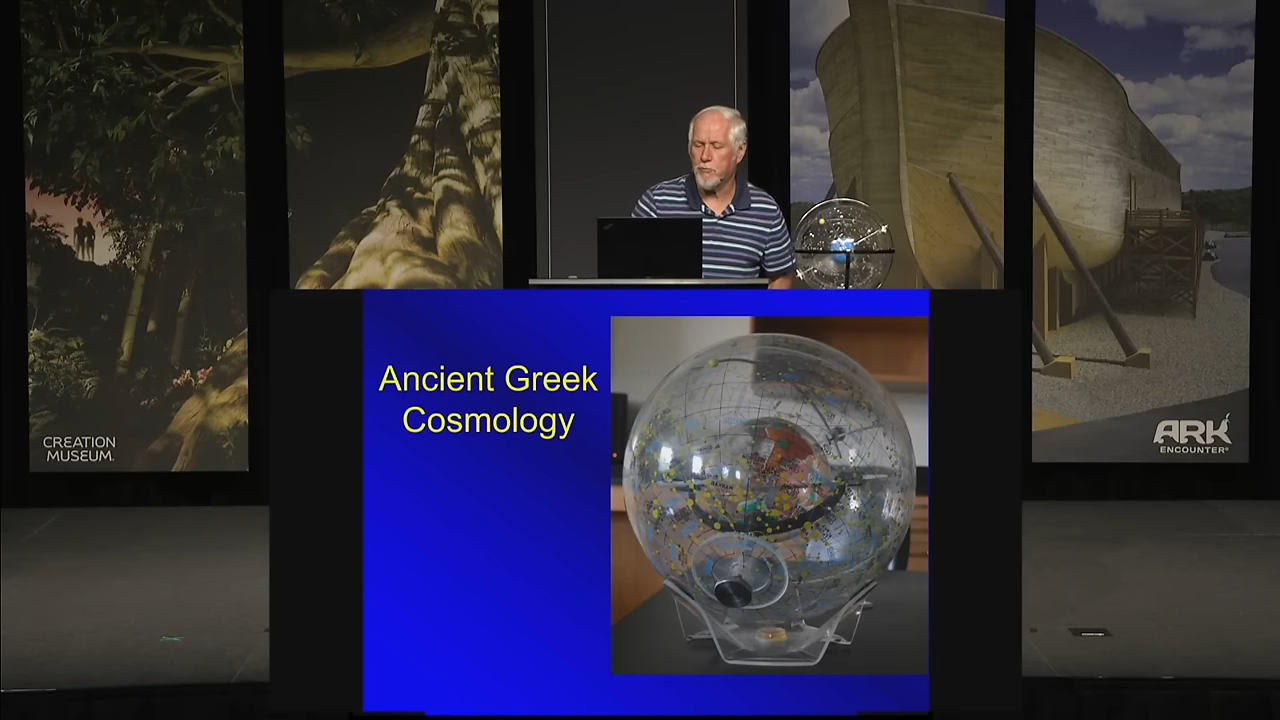 Ancient Greek
Cosmology
CREATION
MUSEUM.
ARK
ENCOUNTER®